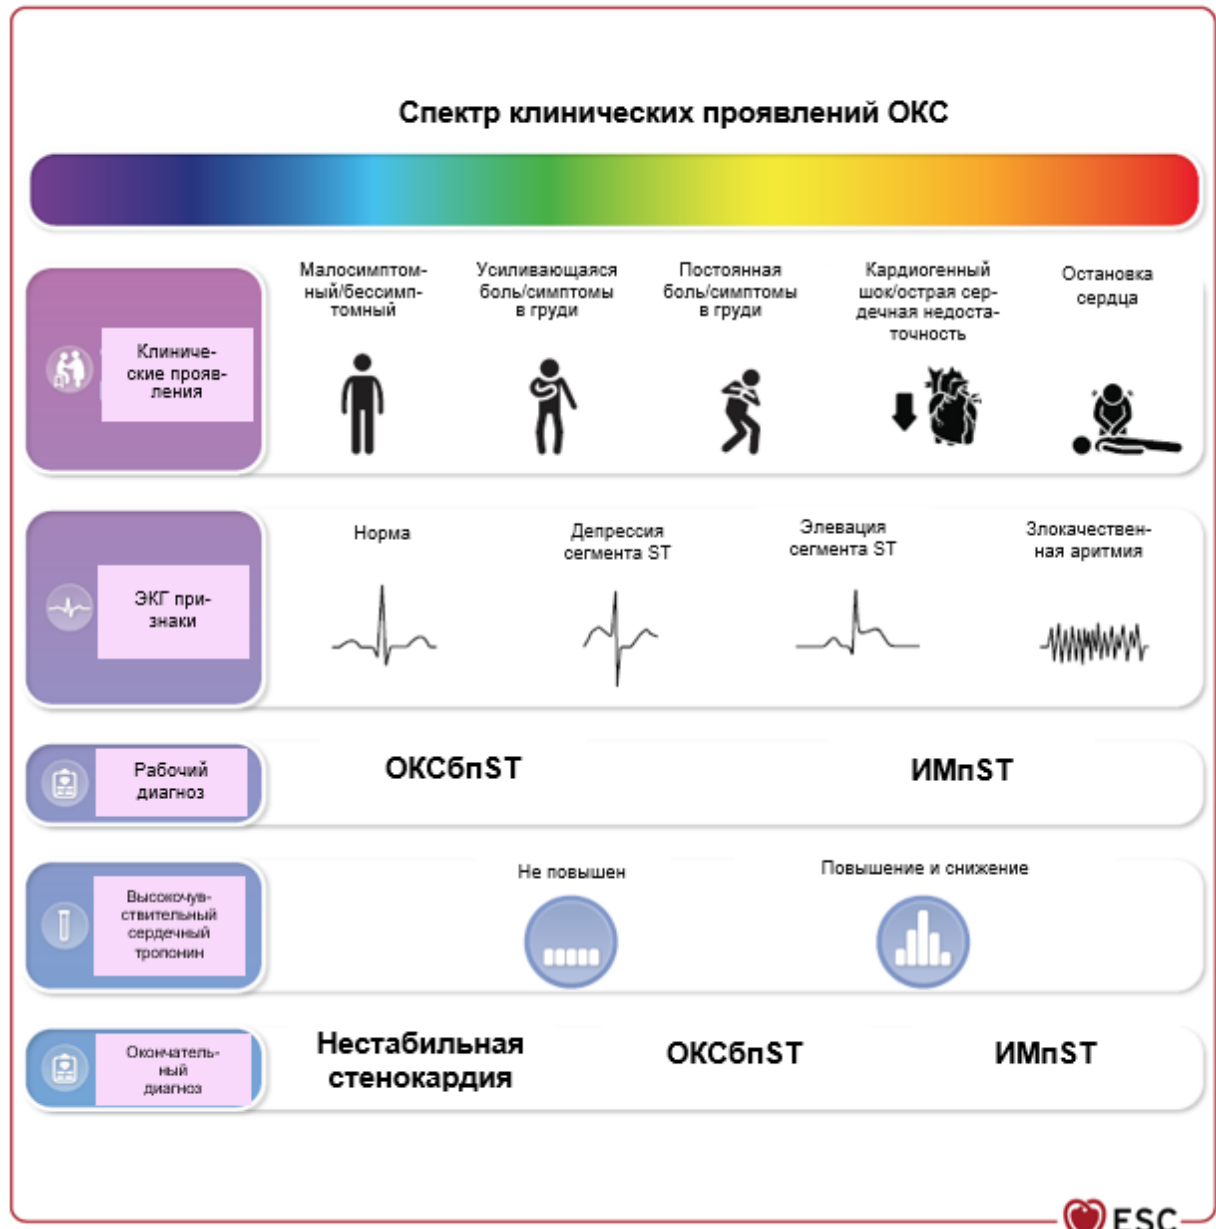 Спектр клинических проявлений ОКС
Малосимптом-
ный/бессимп-
томный
Усиливающаяся
боль/симптомы
в груди
Постоянная
боль/симптомы
в груди
Кардиогенный
шок/острая сер-
дечная недоста-
точность
Остановка
сердца
Клиниче-
ские прояв-
ления
Норма
Депрессия
сегмента ST
Элевация
сегмента ST
Злокачествен-
ная аритмия
ЭКГ при-
знаки
Рабочий
диагноз
ОКСбпST
ИМпST
Высокочув-
ствительный
сердечный
тропонин
Не повышен
Повышение и снижение
Окончатель-
ный
диагноз
Нестабильная
стенокардия
ОКСбпST
ИМпST
ESC